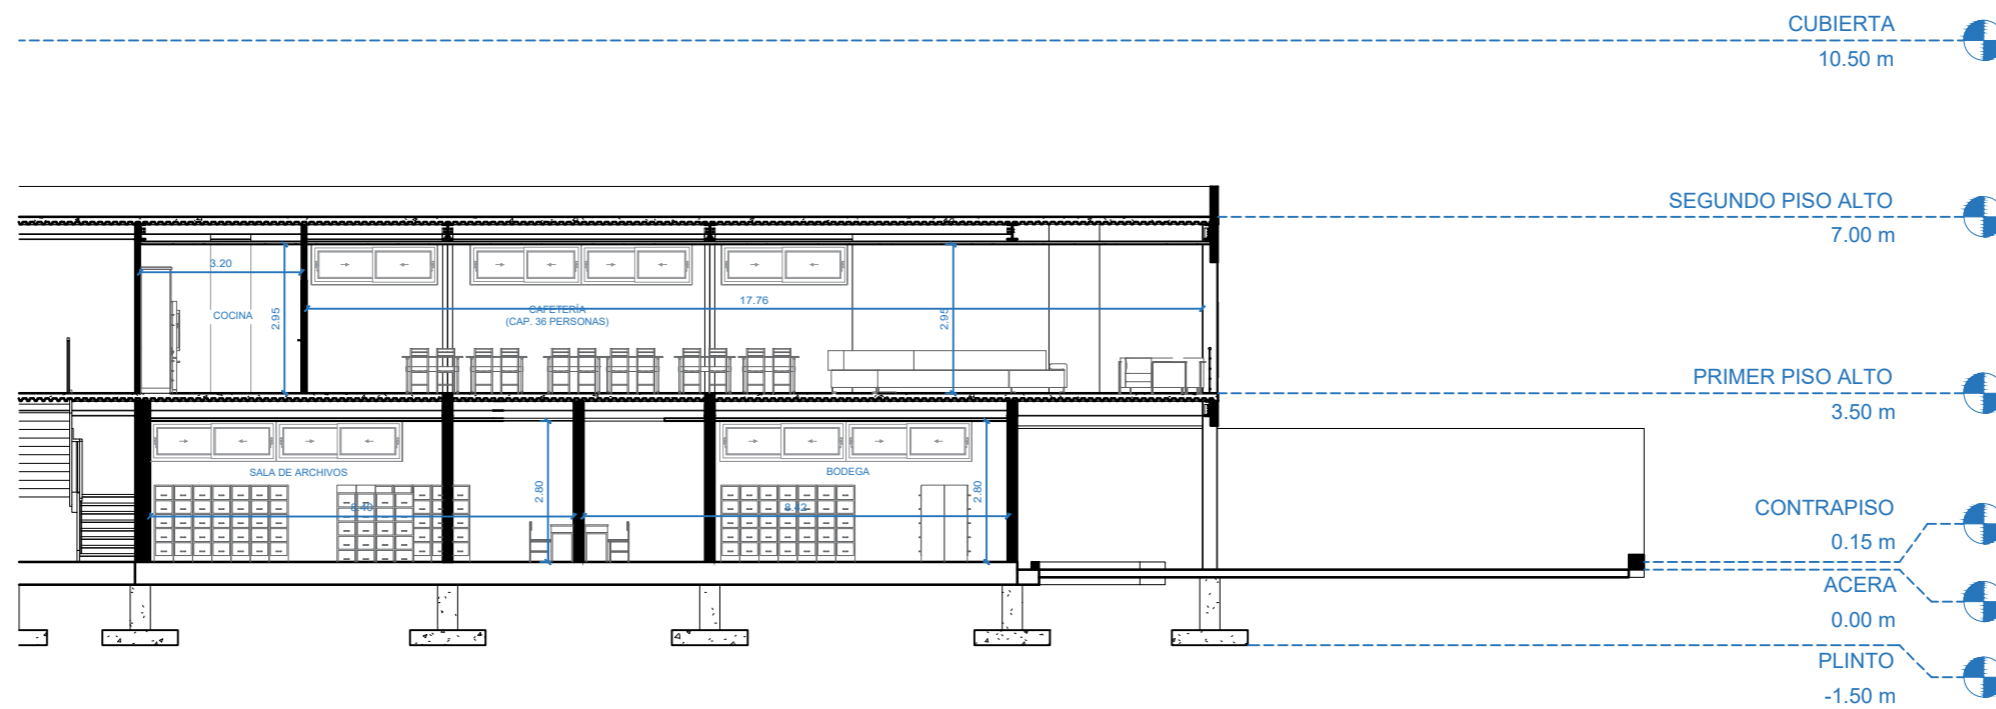 CUBIERTA
10.50 m
SEGUNDO PISO ALTO
7.00 m
3.20
COCINA
2.95
17.76
CAFETERÍA
(CAP. 36 PERSONAS)
2.95
PRIMER PISO ALTO
3.50 m
SALA DE ARCHIVOS
2.80
BODEGA
2.80
8.42
CONTRAPISO
0.15 m
ACERA
0.00 m
PLINTO
-1.50 m